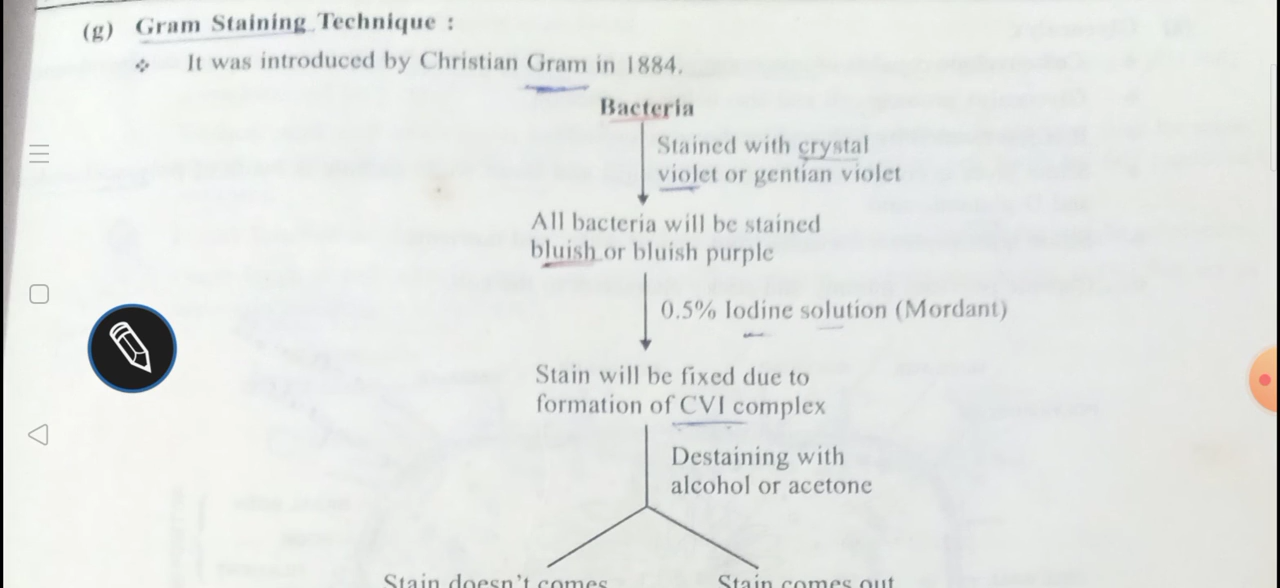 (g) Gram Staining Technique :
❖ It was introduced by Christian Gram in 1884.
Bacteria
Stained with crystal
violet or gentian violet
All bacteria will be stained
bluish or bluish purple
0.5% Iodine solution (Mordant)
Stain will be fixed due to
formation of CVI complex
Destaining with
alcohol or acetone
Stain doesn't comes
Stain comes out